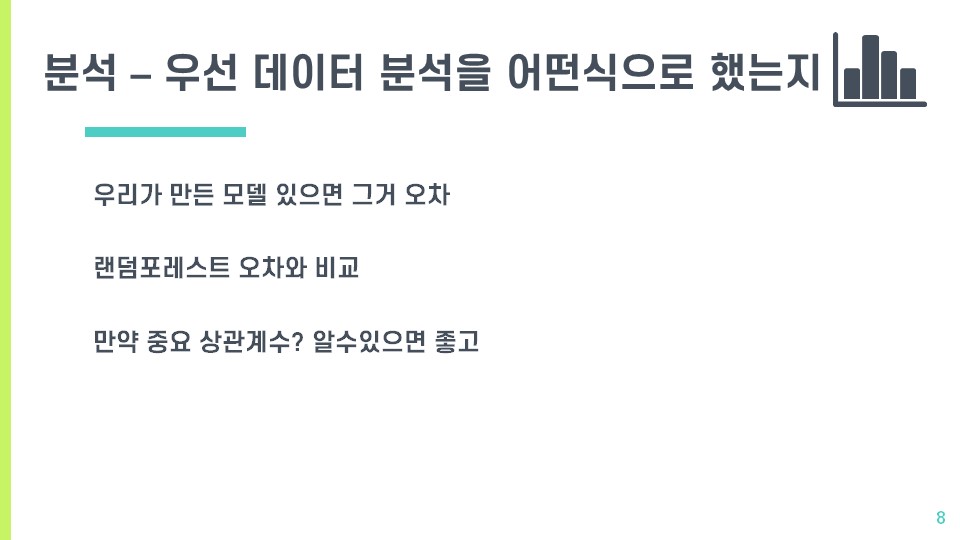 분석 – 우선 데이터 분석을 어떤식으로 했는지
우리가 만든 모델 있으면 그거 오차
랜덤포레스트 오차와 비교
만약 중요 상관계수? 알수있으면 좋고
8